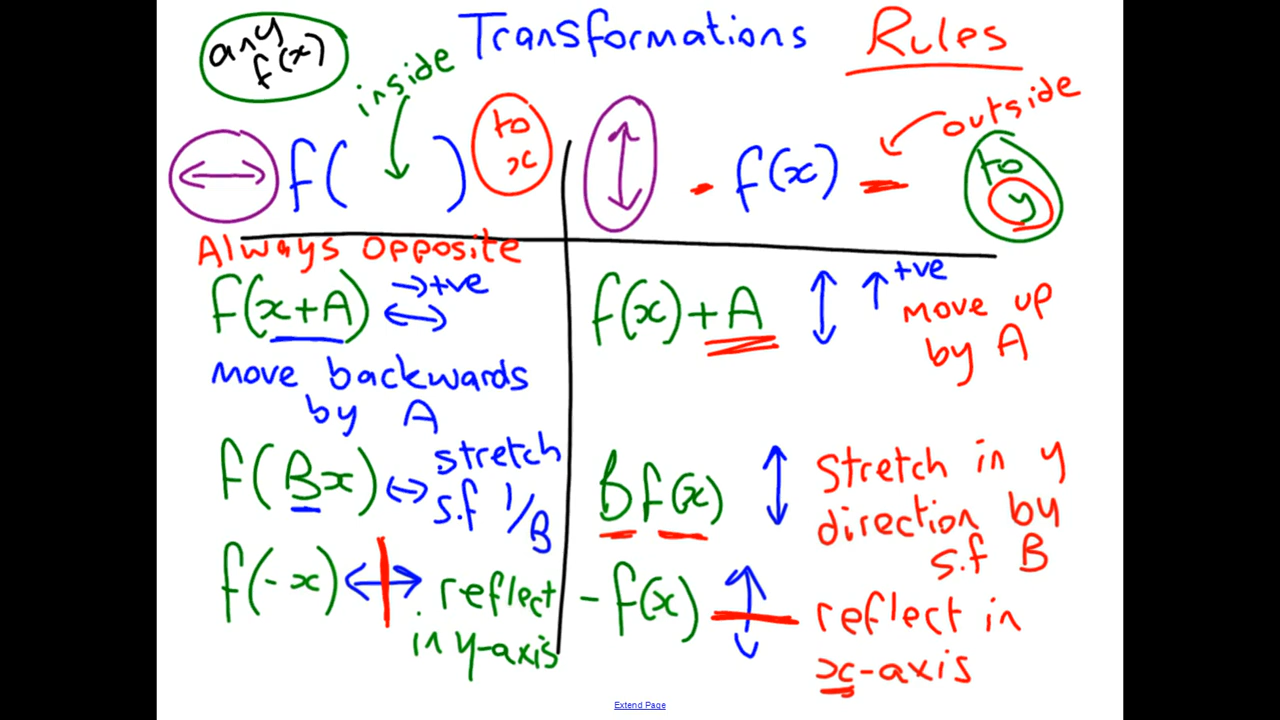 any
f(x)
Transformations Rules
inside
outside
f( ) to
x
- f(x) - to
y
Always Opposite
f(x+A) →+ve
↔
move backwards
by A
f(Bx) ↔ stretch
s.f 1/B
f(-x) ↔ reflect
in y-axis
f(x)+A ↕ ↑+ve
move up
by A
Bf(x) ↕ Stretch in y
direction by
s.f B
-f(x) ↕ reflect in
x-axis
Extend Page